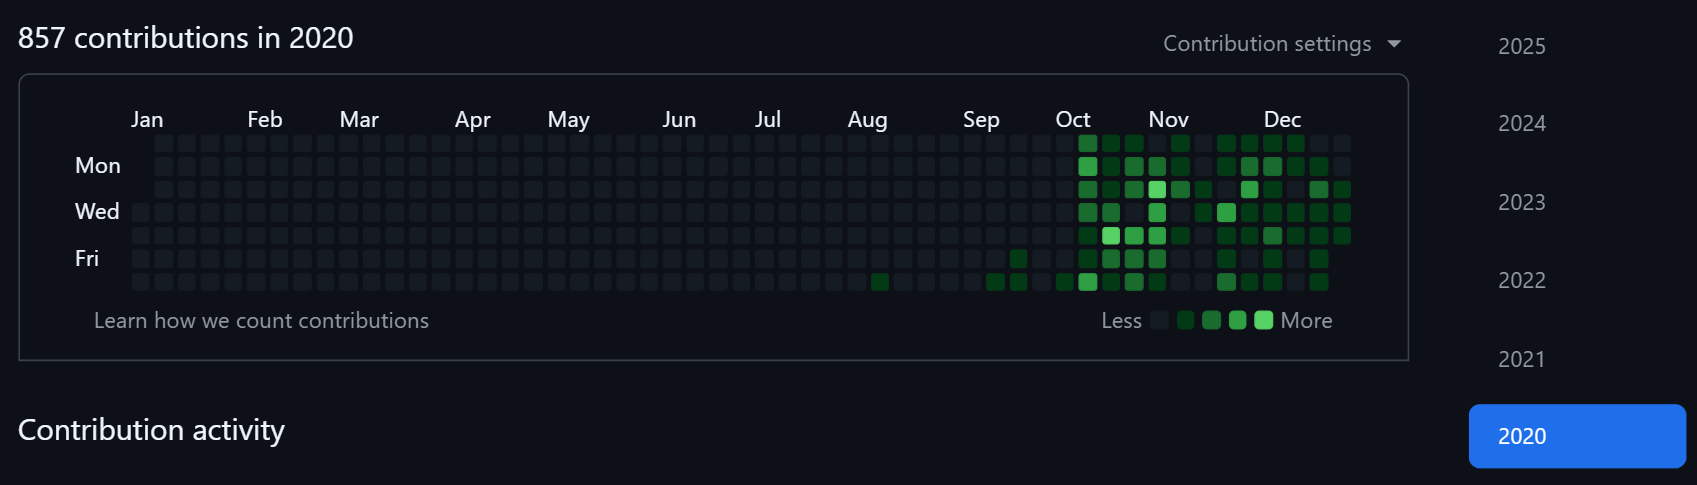 857 contributions in 2020
Contribution settings
Jan Feb Mar Apr May Jun Jul Aug Sep Oct Nov Dec
Mon
Wed
Fri
Learn how we count contributions
Less More
Contribution activity
2025
2024
2023
2022
2021
2020